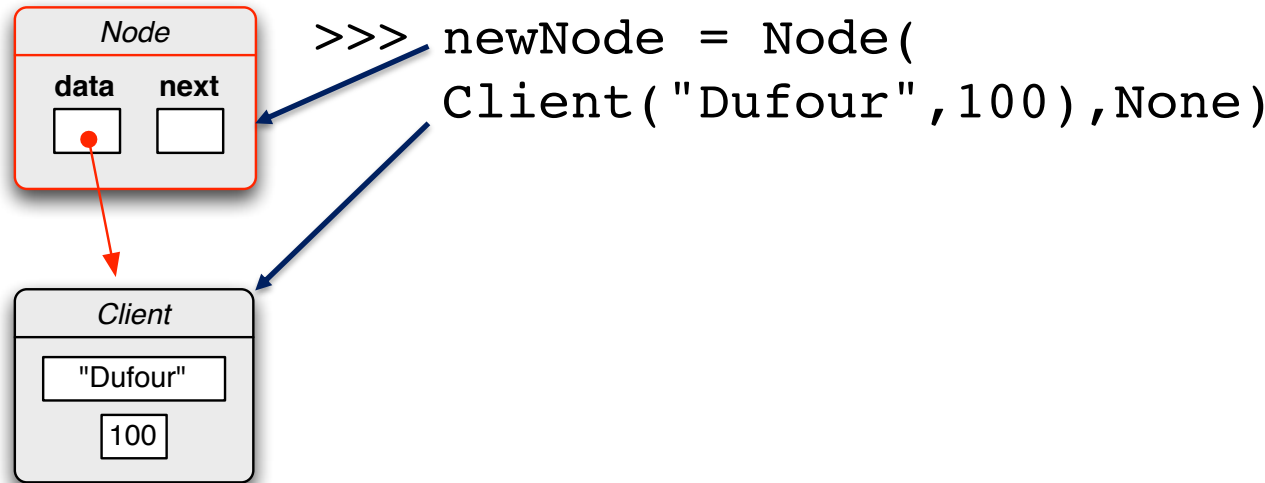 Node
data next
>>> newNode = Node(
Client("Dufour",100),None)
Client
"Dufour"
100